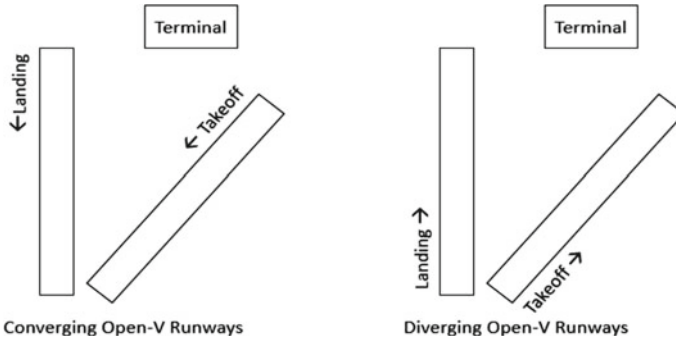 Terminal
Terminal
←Landing
← Takeoff
Landing →
Takeoff →
Converging Open-V Runways
Diverging Open-V Runways